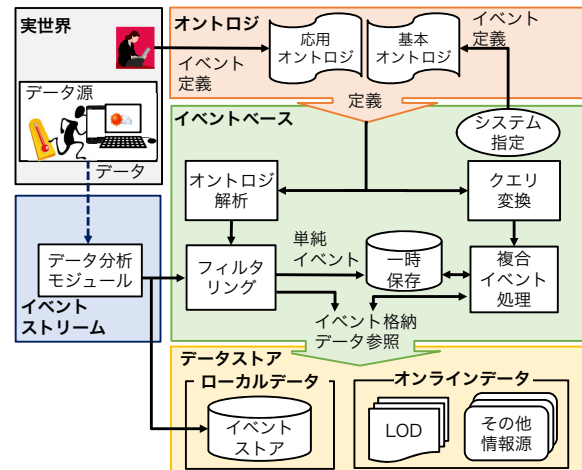 実世界
データ源
データ
オントロジ
イベント
定義
応用
オントロジ
基本
オントロジ
イベント
定義
定義
イベントベース
システム
指定
オントロジ
解析
クエリ
変換
データ分析
モジュール
イベント
ストリーム
フィルタ
リング
単純
イベント
一時
保存
複合
イベント
処理
イベント格納
データ参照
データストア
ローカルデータ
イベント
ストア
オンラインデータ
LOD
その他
情報源